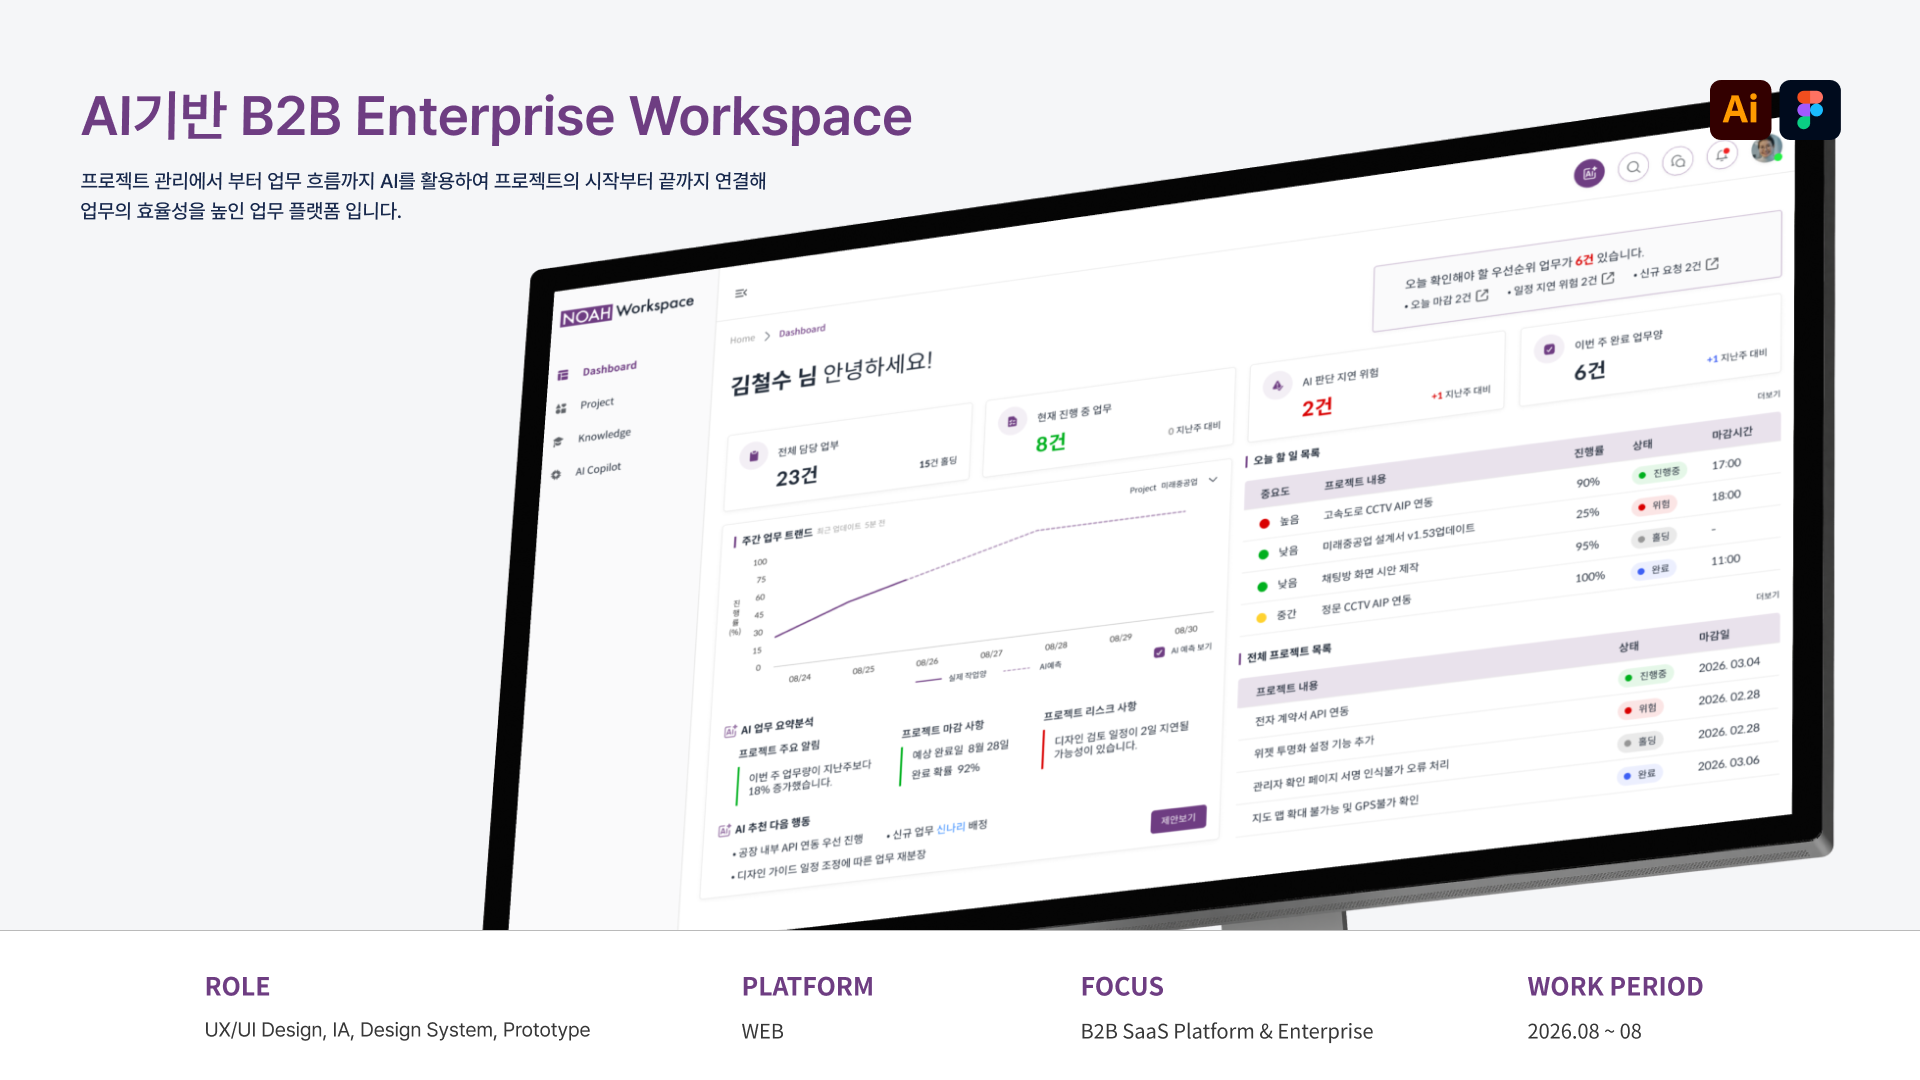 AI기반 B2B Enterprise Workspace
프로젝트 관리에서 부터 업무 흐름까지 AI를 활용하여 프로젝트의 시작부터 끝까지 연결해
업무의 효율성을 높인 업무 플랫폼 입니다.
Ai
NOAH Workspace
Dashboard
Project
Knowledge
AI Copilot
Home > Dashboard
김철수 님 안녕하세요!
오늘 확인해야 할 우선순위 업무가 6건 있습니다.
• 오늘 마감 2건 • 일정 지연 위험 2건 • 신규 요청 2건
전체 담당 업부
23건
15건 홀딩
현재 진행 중 업무
8건
0 지난주 대비
AI 판단 지연 위험
2건
+1 지난주 대비
이번 주 완료 업무양
6건
+1 지난주 대비
주간 업무 트랜드 최근 업데이트 5분 전
Project 미래중공업
진행률(%)
100
75
60
45
30
15
0
08/24 08/25 08/26 08/27 08/28 08/29 08/30
실제 작업량 AI예측
AI 예측 보기
AI 업무 요약분석
프로젝트 주요 알림
이번 주 업무량이 지난주보다
18% 증가했습니다.
프로젝트 마감 사항
예상 완료일 8월 28일
완료 확률 92%
프로젝트 리스크 사항
디자인 검토 일정이 2일 지연될
가능성이 있습니다.
AI 추천 다음 행동
• 공장 내부 API 연동 우선 진행 • 신규 업무 신나리 배정
• 디자인 가이드 일정 조정에 따른 업무 재분장
제안보기
오늘 할 일 목록
더보기
중요도 프로젝트 내용 진행률 상태 마감시간
높음 고속도로 CCTV AIP 연동 90% 진행중 17:00
낮음 미래중공업 설계서 v1.53업데이트 25% 위험 18:00
낮음 채팅방 화면 시안 제작 95% 홀딩 -
중간 정문 CCTV AIP 연동 100% 완료 11:00
전체 프로젝트 목록
더보기
프로젝트 내용 상태 마감일
전자 계약서 API 연동 진행중 2026. 03.04
위젯 투명화 설정 기능 추가 위험 2026. 02.28
관리자 확인 페이지 서명 인식불가 오류 처리 홀딩 2026. 02.28
지도 맵 확대 불가능 및 GPS불가 확인 완료 2026. 03.06
ROLE
UX/UI Design, IA, Design System, Prototype
PLATFORM
WEB
FOCUS
B2B SaaS Platform & Enterprise
WORK PERIOD
2026.08 ~ 08